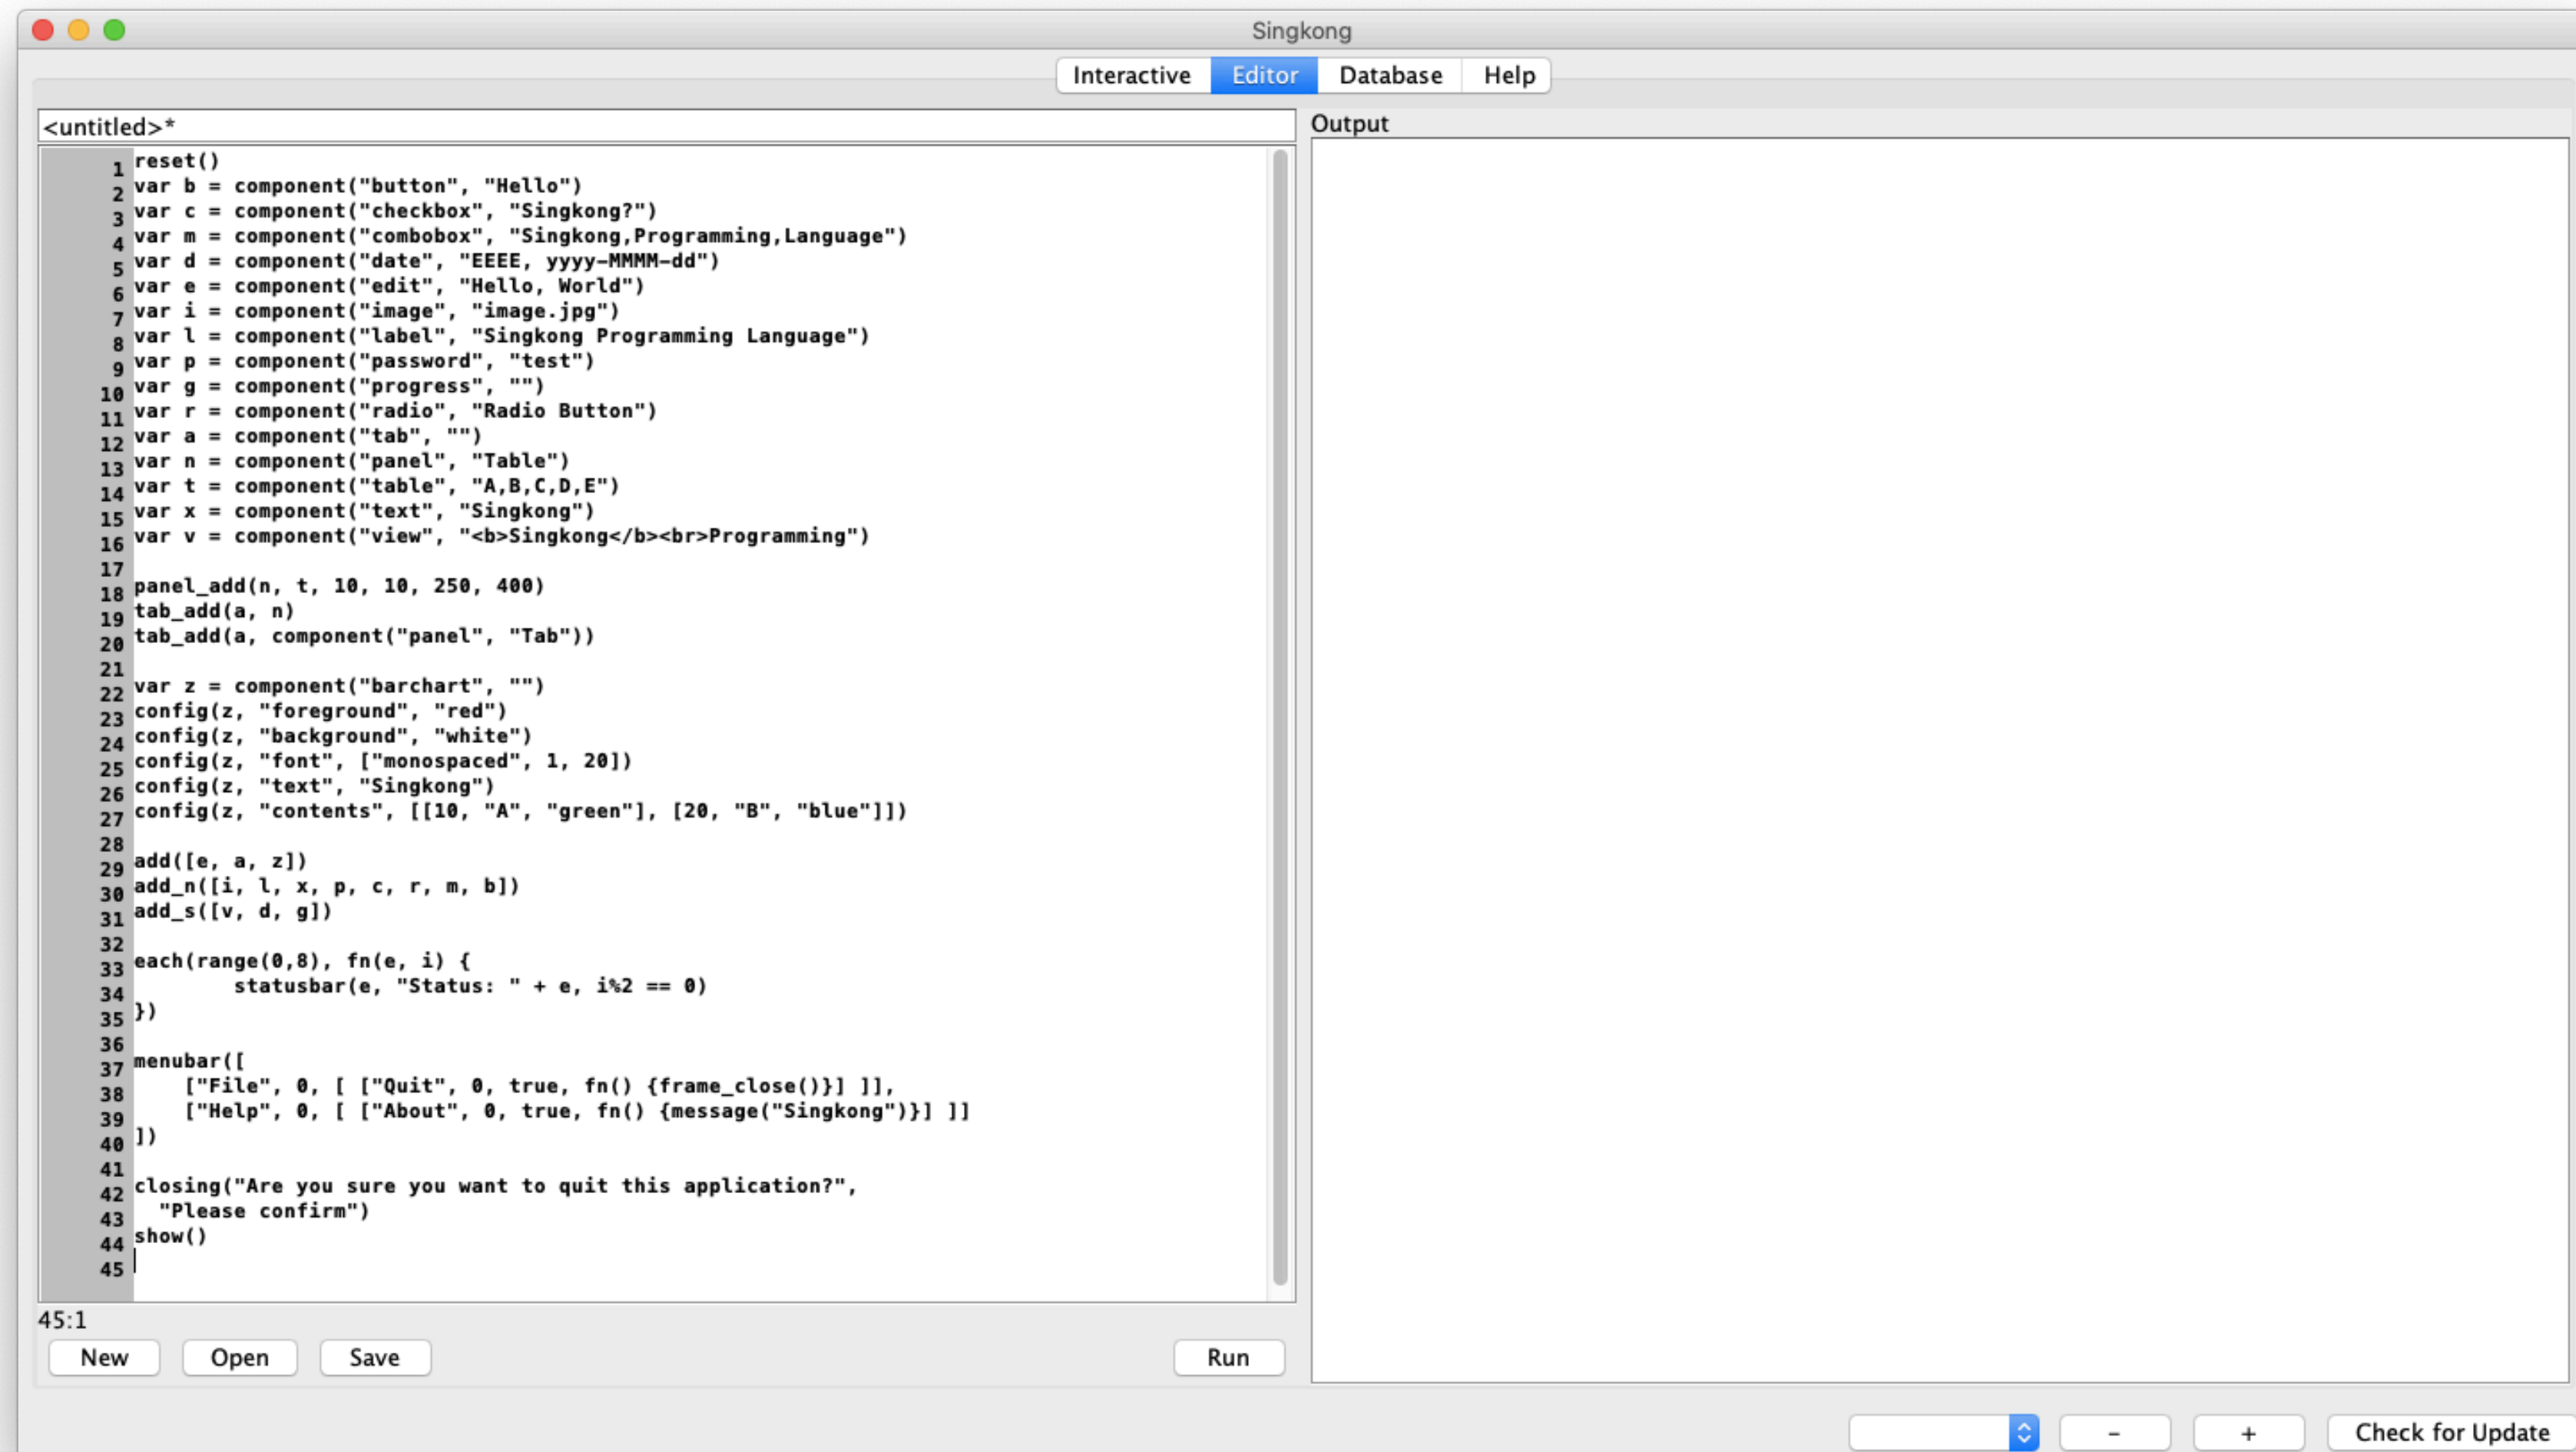 Singkong
Interactive Editor Database Help
<untitled>*
Output
1 reset()
2 var b = component("button", "Hello")
3 var c = component("checkbox", "Singkong?")
4 var m = component("combobox", "Singkong,Programming,Language")
5 var d = component("date", "EEEE, yyyy-MMMM-dd")
6 var e = component("edit", "Hello, World")
7 var i = component("image", "image.jpg")
8 var l = component("label", "Singkong Programming Language")
9 var p = component("password", "test")
10 var g = component("progress", "")
11 var r = component("radio", "Radio Button")
12 var a = component("tab", "")
13 var n = component("panel", "Table")
14 var t = component("table", "A,B,C,D,E")
15 var x = component("text", "Singkong")
16 var v = component("view", "<b>Singkong</b><br>Programming")
17
18 panel_add(n, t, 10, 10, 250, 400)
19 tab_add(a, n)
20 tab_add(a, component("panel", "Tab"))
21
22 var z = component("barchart", "")
23 config(z, "foreground", "red")
24 config(z, "background", "white")
25 config(z, "font", ["monospaced", 1, 20])
26 config(z, "text", "Singkong")
27 config(z, "contents", [[10, "A", "green"], [20, "B", "blue"]])
28
29 add([e, a, z])
30 add_n([i, l, x, p, c, r, m, b])
31 add_s([v, d, g])
32
33 each(range(0,8), fn(e, i) {
34         statusbar(e, "Status: " + e, i%2 == 0)
35 })
36
37 menubar([
38     ["File", 0, [ ["Quit", 0, true, fn() {frame_close()}] ]],
39     ["Help", 0, [ ["About", 0, true, fn() {message("Singkong")}] ]]
40 ])
41
42 closing("Are you sure you want to quit this application?",
43   "Please confirm")
44 show()
45
45:1
New Open Save Run
- + Check for Update